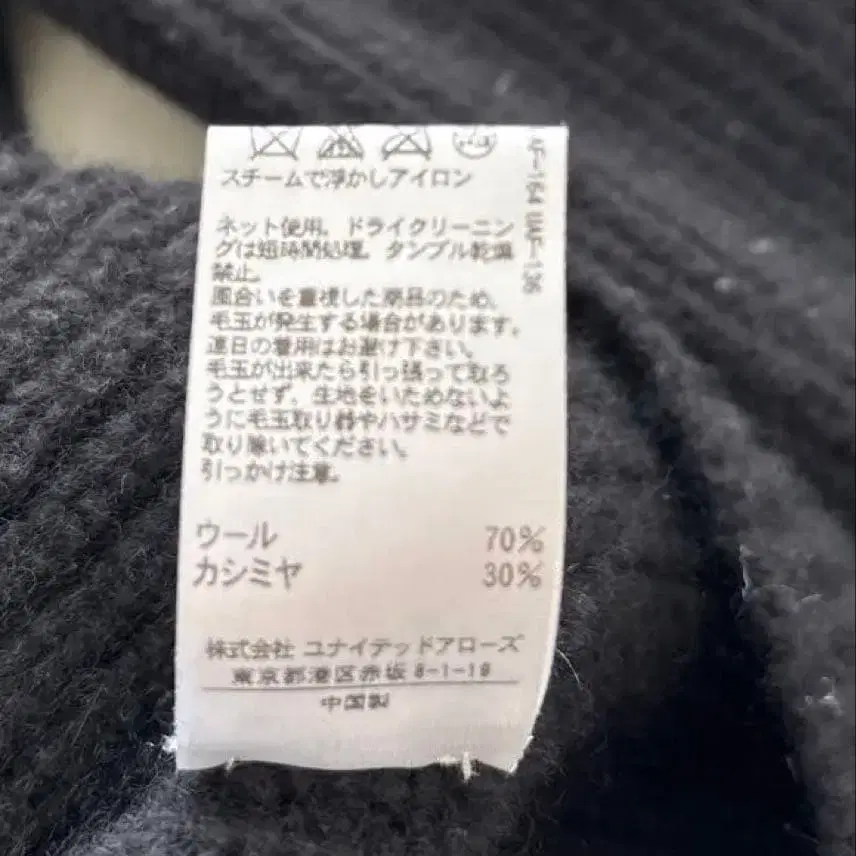 スチームで浮かしアイロン
ネット使用。ドライクリーニン
グは短時間処理。タンブル乾燥
禁止。
風合いを重視した商品のため、
毛玉が発生する場合があります。
連日の着用はお避け下さい。
毛玉が出来たら引っ張って取ろ
うとせず、生地をいためないよ
うに毛玉取り器やハサミなどで
取り除いてください。
引っかけ注意。
ウール 70%
カシミヤ 30%
株式会社 ユナイテッドアローズ
東京都港区赤坂 8-1-19
中国製